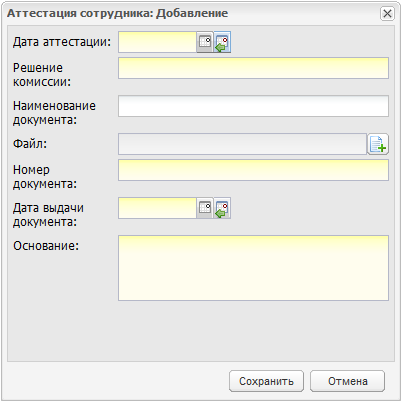 Аттестация сотрудника: Добавление
Дата аттестации:
Решение
комиссии:
Наименование
документа:
Файл:
Номер
документа:
Дата выдачи
документа:
Основание:
Сохранить
Отмена